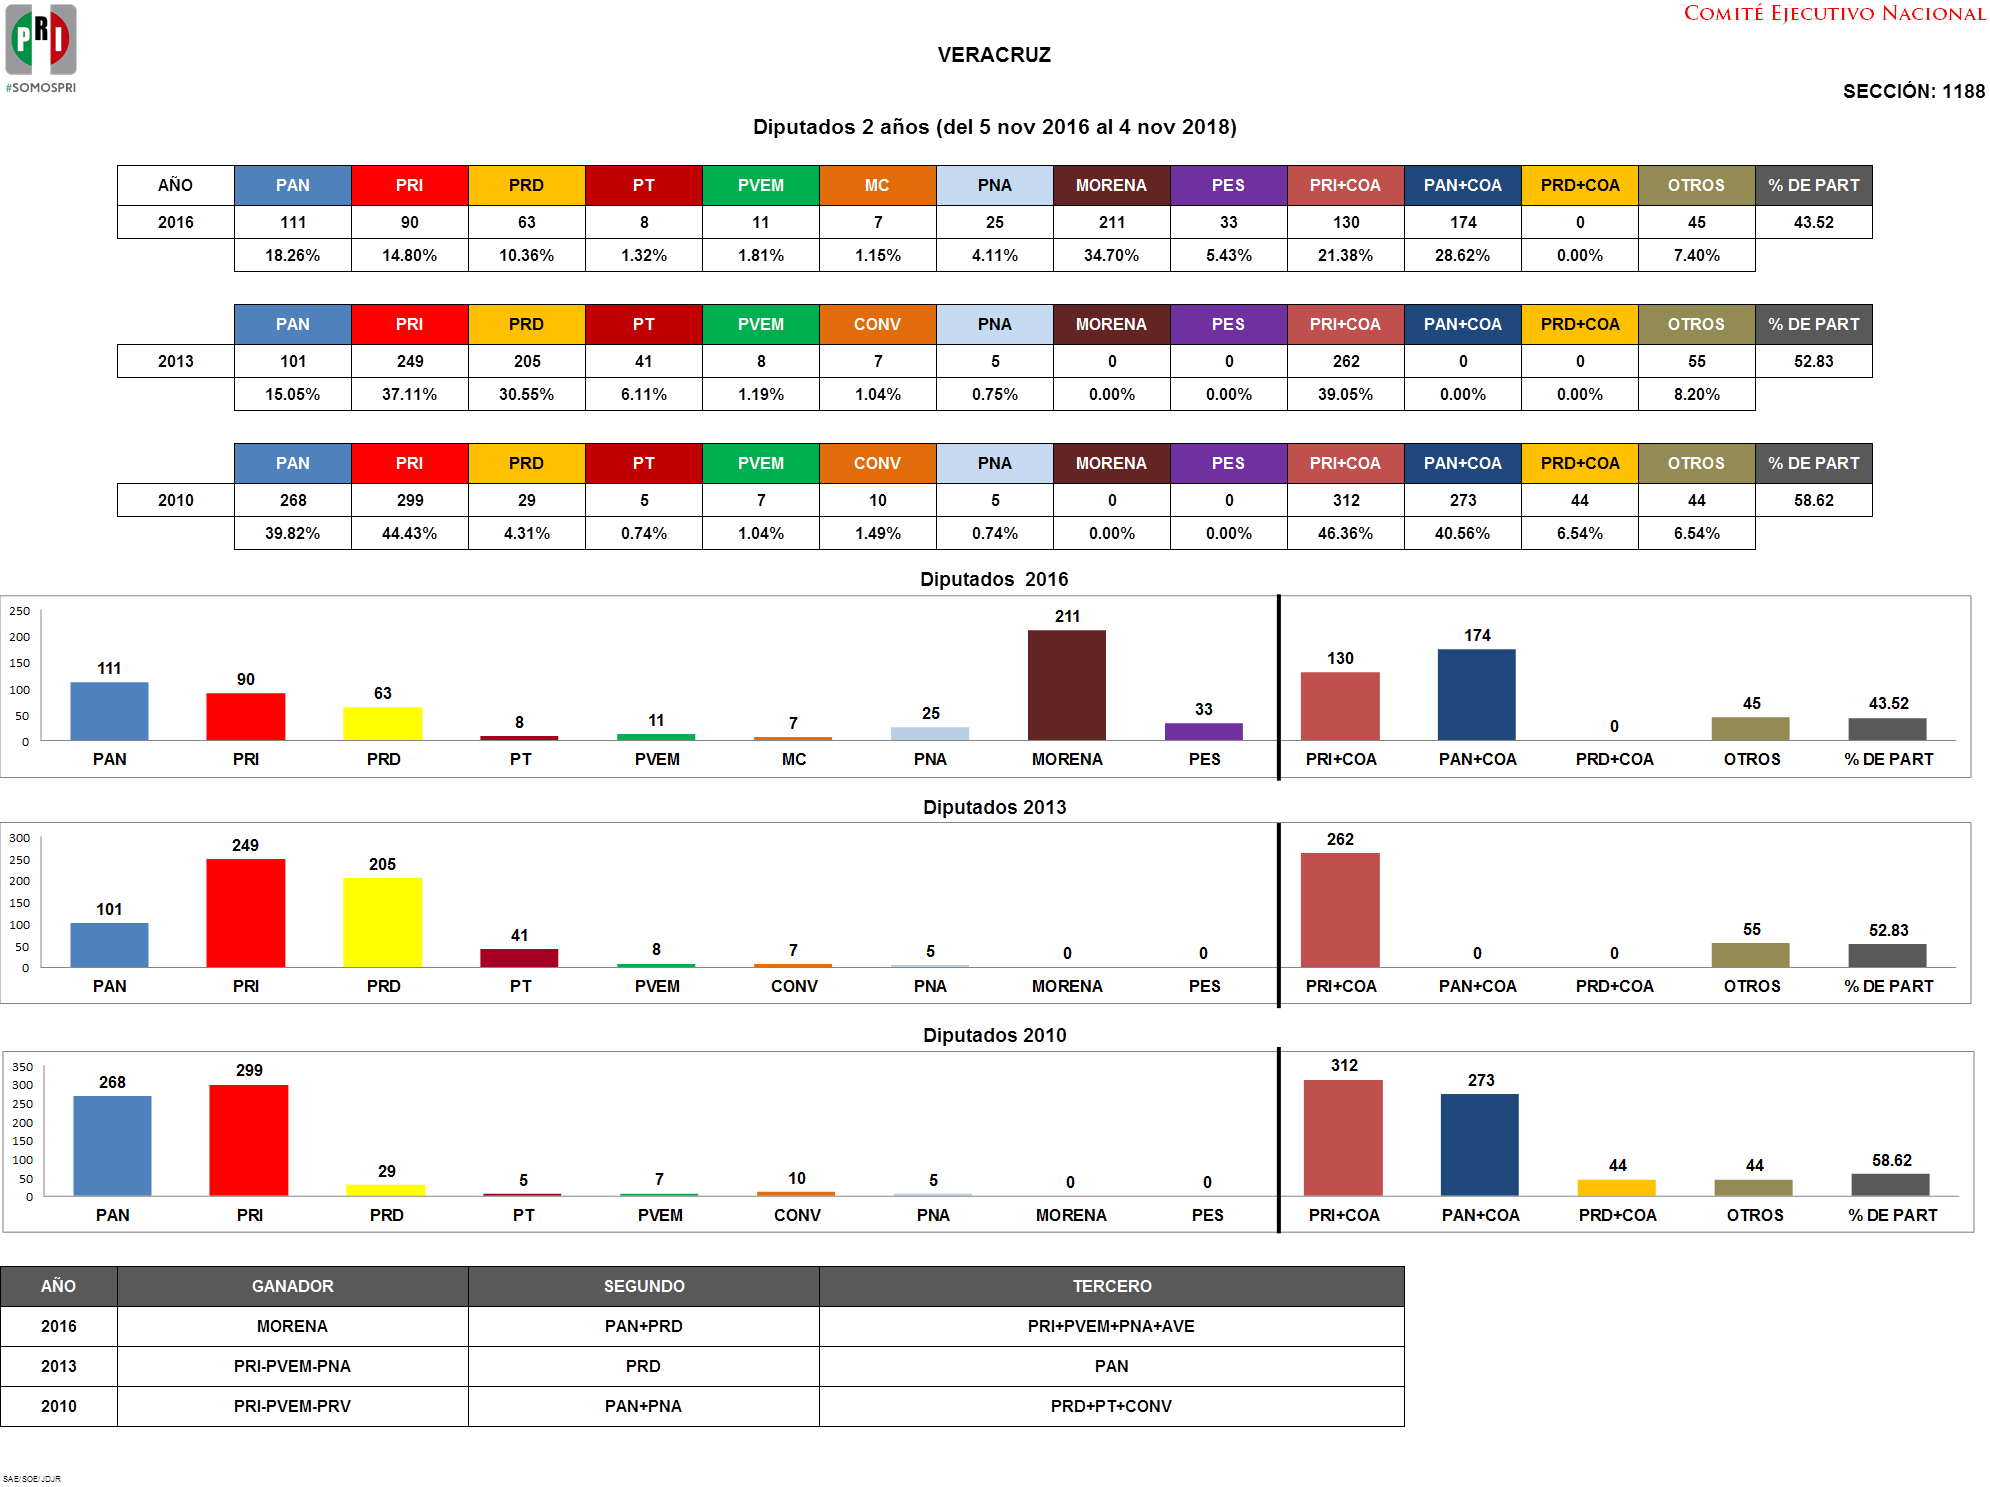 PRI
#SOMOSPRI
COMITÉ EJECUTIVO NACIONAL
VERACRUZ
SECCIÓN: 1188
Diputados 2 años (del 5 nov 2016 al 4 nov 2018)
AÑO PAN PRI PRD PT PVEM MC PNA MORENA PES PRI+COA PAN+COA PRD+COA OTROS % DE PART
2016 111 90 63 8 11 7 25 211 33 130 174 0 45 43.52
18.26% 14.80% 10.36% 1.32% 1.81% 1.15% 4.11% 34.70% 5.43% 21.38% 28.62% 0.00% 7.40%
PAN PRI PRD PT PVEM CONV PNA MORENA PES PRI+COA PAN+COA PRD+COA OTROS % DE PART
2013 101 249 205 41 8 7 5 0 0 262 0 0 55 52.83
15.05% 37.11% 30.55% 6.11% 1.19% 1.04% 0.75% 0.00% 0.00% 39.05% 0.00% 0.00% 8.20%
PAN PRI PRD PT PVEM CONV PNA MORENA PES PRI+COA PAN+COA PRD+COA OTROS % DE PART
2010 268 299 29 5 7 10 5 0 0 312 273 44 44 58.62
39.82% 44.43% 4.31% 0.74% 1.04% 1.49% 0.74% 0.00% 0.00% 46.36% 40.56% 6.54% 6.54%
Diputados 2016
250
200
150
100
50
0
111 90 63 8 11 7 25 211 33 130 174 0 45 43.52
PAN PRI PRD PT PVEM MC PNA MORENA PES PRI+COA PAN+COA PRD+COA OTROS % DE PART
Diputados 2013
300
250
200
150
100
50
0
101 249 205 41 8 7 5 0 0 262 0 0 55 52.83
PAN PRI PRD PT PVEM CONV PNA MORENA PES PRI+COA PAN+COA PRD+COA OTROS % DE PART
Diputados 2010
350
300
250
200
150
100
50
0
268 299 29 5 7 10 5 0 0 312 273 44 44 58.62
PAN PRI PRD PT PVEM CONV PNA MORENA PES PRI+COA PAN+COA PRD+COA OTROS % DE PART
AÑO GANADOR SEGUNDO TERCERO
2016 MORENA PAN+PRD PRI+PVEM+PNA+AVE
2013 PRI-PVEM-PNA PRD PAN
2010 PRI-PVEM-PRV PAN+PNA PRD+PT+CONV
SAE/SOE/JDJR